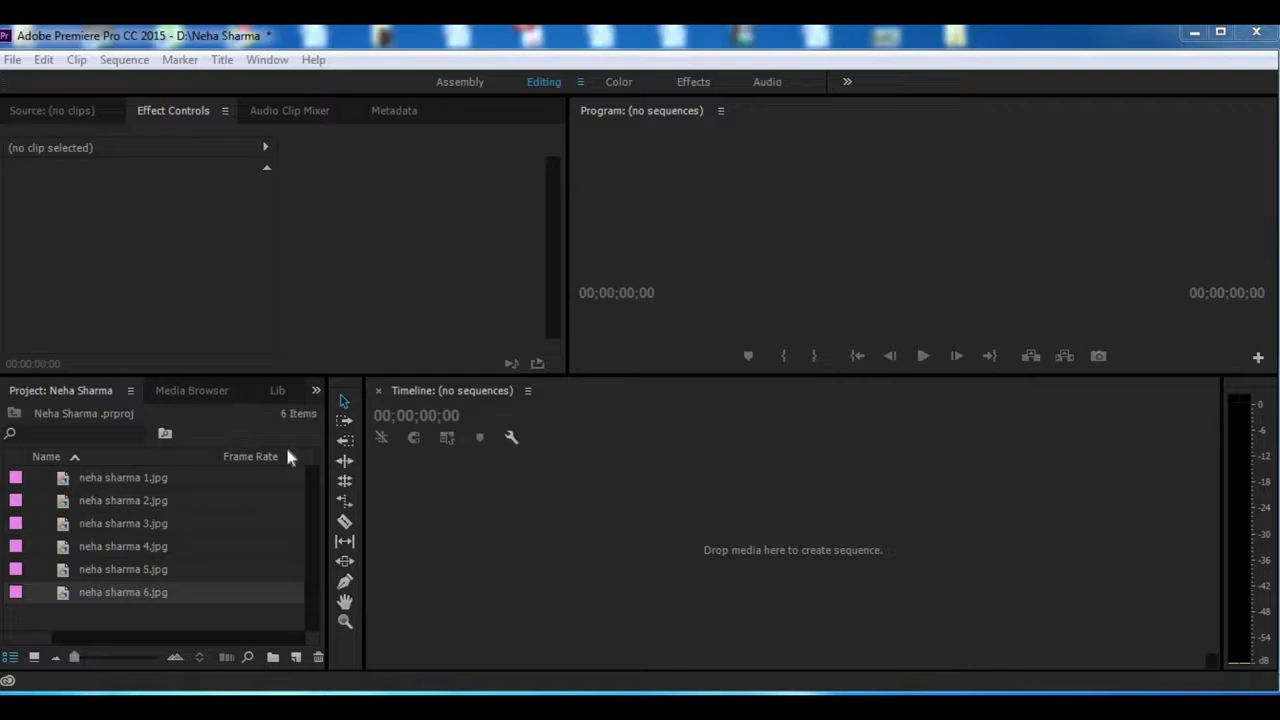 Adobe Premiere Pro CC 2015 - D:\Neha Sharma *
File Edit Clip Sequence Marker Title Window Help
Assembly Editing Color Effects Audio
Source: (no clips) Effect Controls Audio Clip Mixer Metadata
Program: (no sequences)
(no clip selected)
00;00;00;00 00;00;00;00
00:00:00:00
Project: Neha Sharma Media Browser Lib
Timeline: (no sequences)
Neha Sharma .prproj 6 Items
00;00;00;00
Name Frame Rate
neha sharma 1.jpg
neha sharma 2.jpg
neha sharma 3.jpg
neha sharma 4.jpg
neha sharma 5.jpg
neha sharma 6.jpg
Drop media here to create sequence.
0
-6
-12
-18
-24
-30
-36
-42
-48
-54
dB